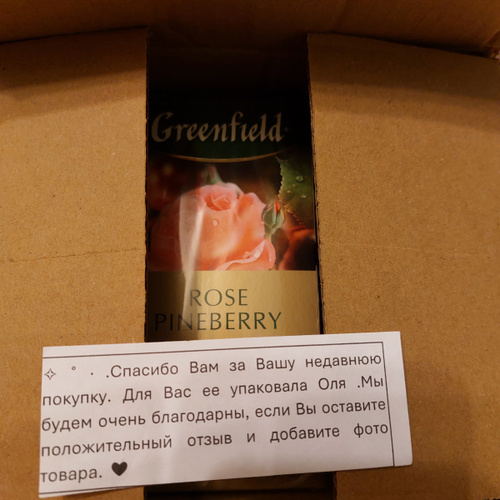 Greenfield
ROSE
PINEBERRY
✧ ° · .Спасибо Вам за Вашу недавнюю
покупку. Для Вас ее упаковала Оля .Мы
будем очень благодарны, если Вы оставите
положительный отзыв и добавите фото
товара. ♥